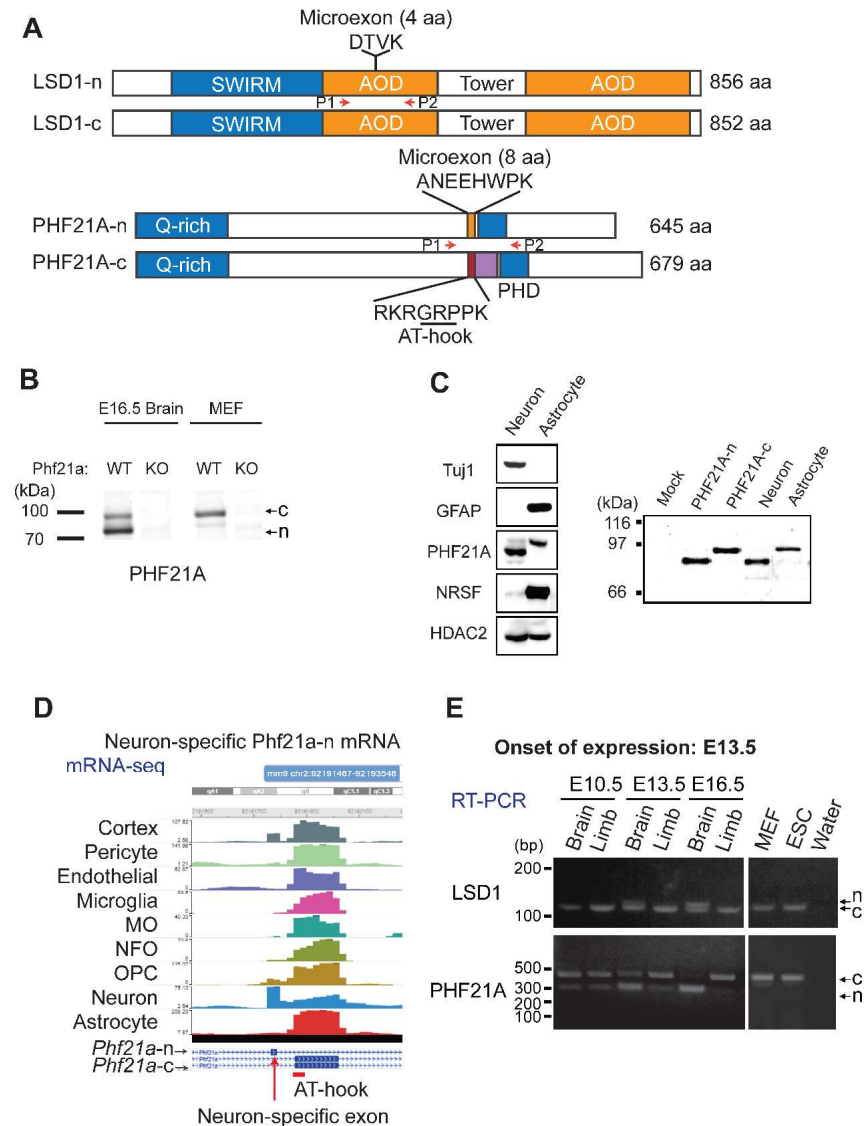 A
Microexon (4 aa)
DTVK
LSD1-n SWIRM AOD Tower AOD 856 aa
P1 P2
LSD1-c SWIRM AOD Tower AOD 852 aa
Microexon (8 aa)
ANEEHWPK
PHF21A-n Q-rich 645 aa
P1 P2
PHF21A-c Q-rich 679 aa
PHD
RKRGRPPK
AT-hook
B
E16.5 Brain MEF
Phf21a: WT KO WT KO
(kDa)
100 c
70 n
PHF21A
C
Neuron Astrocyte
Tuj1
GFAP
PHF21A
NRSF
HDAC2
Mock PHF21A-n PHF21A-c Neuron Astrocyte
(kDa)
116
97
66
D
Neuron-specific Phf21a-n mRNA
mRNA-seq
mm9 chr2:92191487-92193548
Cortex
Pericyte
Endothelial
Microglia
MO
NFO
OPC
Neuron
Astrocyte
Phf21a-n
Phf21a-c
AT-hook
Neuron-specific exon
E
Onset of expression: E13.5
RT-PCR
E10.5 E13.5 E16.5
Brain Limb Brain Limb Brain Limb MEF ESC Water
(bp)
200
LSD1 n
100 c
500
PHF21A c
300 n
200
100